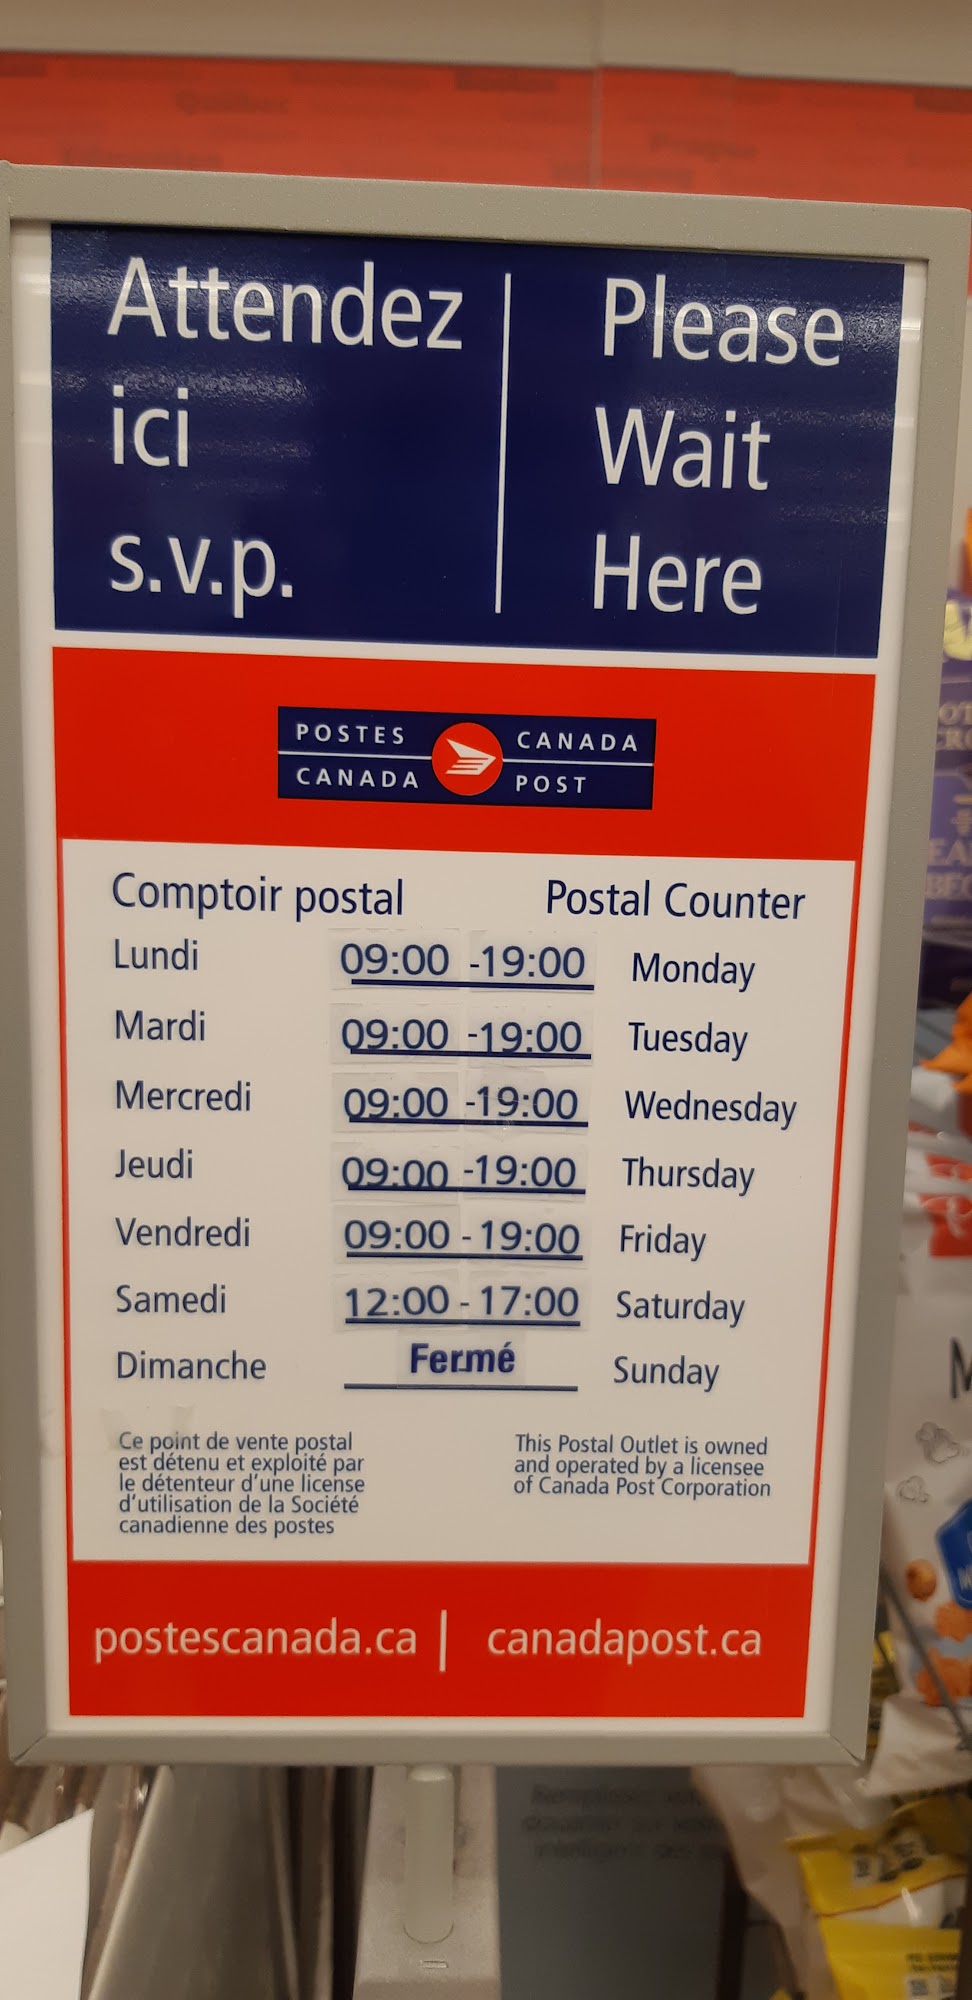 Attendez
ici
s.v.p.
Please
Wait
Here
POSTES
CANADA
CANADA
POST
Comptoir postal Postal Counter
Lundi 09:00 -19:00 Monday
Mardi 09:00 -19:00 Tuesday
Mercredi 09:00 -19:00 Wednesday
Jeudi 09:00 -19:00 Thursday
Vendredi 09:00 - 19:00 Friday
Samedi 12:00 - 17:00 Saturday
Dimanche Fermé Sunday
Ce point de vente postal
est détenu et exploité par
le détenteur d'une license
d'utilisation de la Société
canadienne des postes
This Postal Outlet is owned
and operated by a licensee
of Canada Post Corporation
postescanada.ca | canadapost.ca